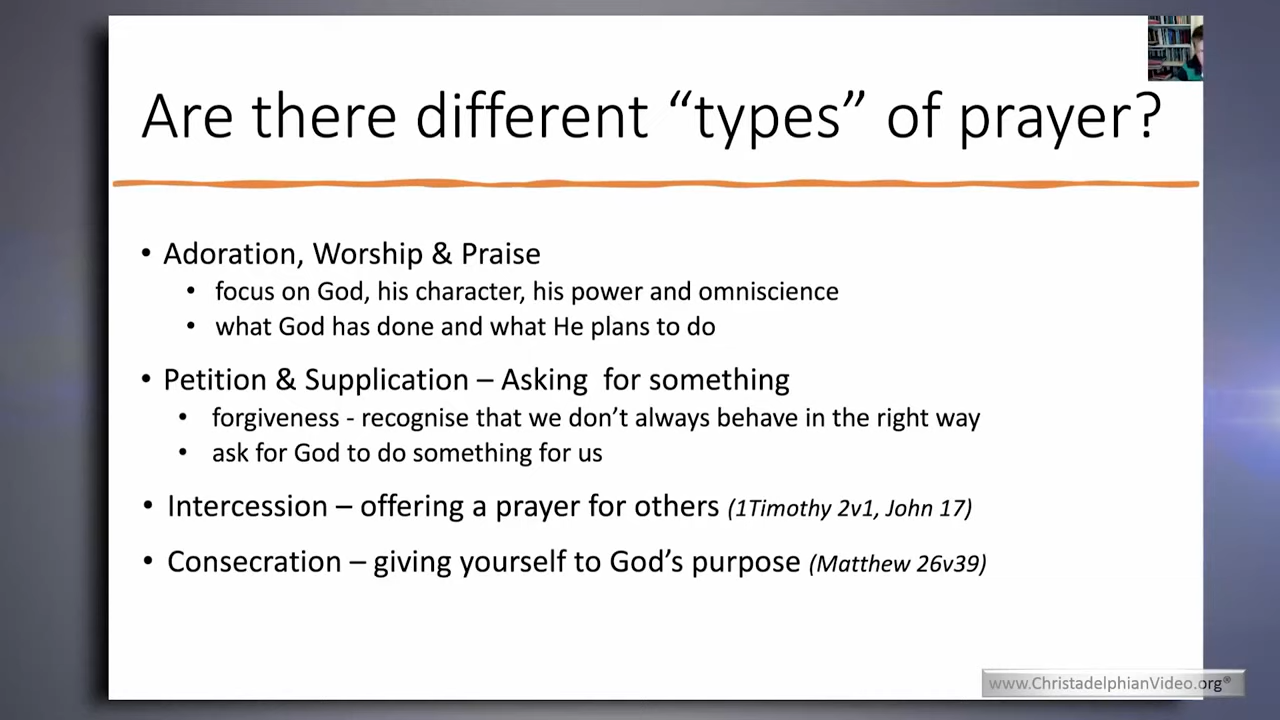 Are there different “types” of prayer?
• Adoration, Worship & Praise
• focus on God, his character, his power and omniscience
• what God has done and what He plans to do
• Petition & Supplication – Asking for something
• forgiveness - recognise that we don’t always behave in the right way
• ask for God to do something for us
• Intercession – offering a prayer for others (1Timothy 2v1, John 17)
• Consecration – giving yourself to God’s purpose (Matthew 26v39)
www.ChristadelphianVideo.org®